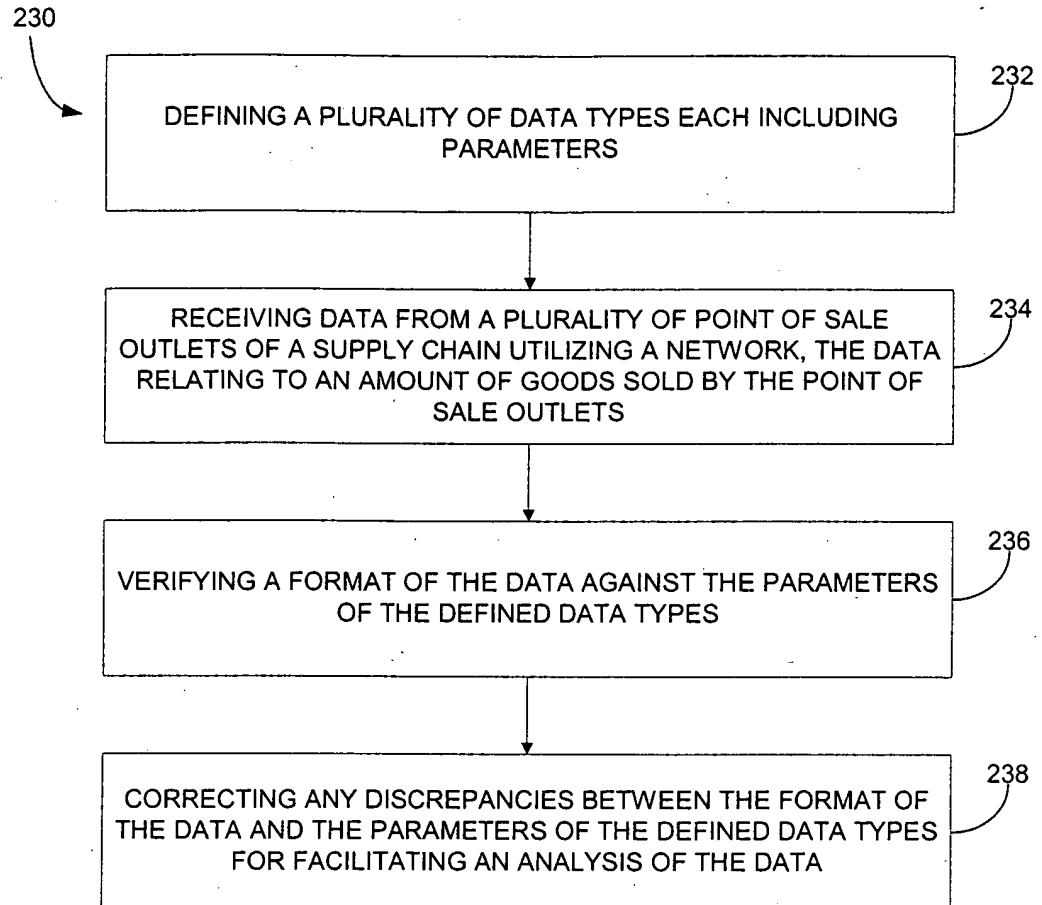 230
DEFINING A PLURALITY OF DATA TYPES EACH INCLUDING
PARAMETERS
232
RECEIVING DATA FROM A PLURALITY OF POINT OF SALE
OUTLETS OF A SUPPLY CHAIN UTILIZING A NETWORK, THE DATA
RELATING TO AN AMOUNT OF GOODS SOLD BY THE POINT OF
SALE OUTLETS
234
VERIFYING A FORMAT OF THE DATA AGAINST THE PARAMETERS
OF THE DEFINED DATA TYPES
236
CORRECTING ANY DISCREPANCIES BETWEEN THE FORMAT OF
THE DATA AND THE PARAMETERS OF THE DEFINED DATA TYPES
FOR FACILITATING AN ANALYSIS OF THE DATA
238